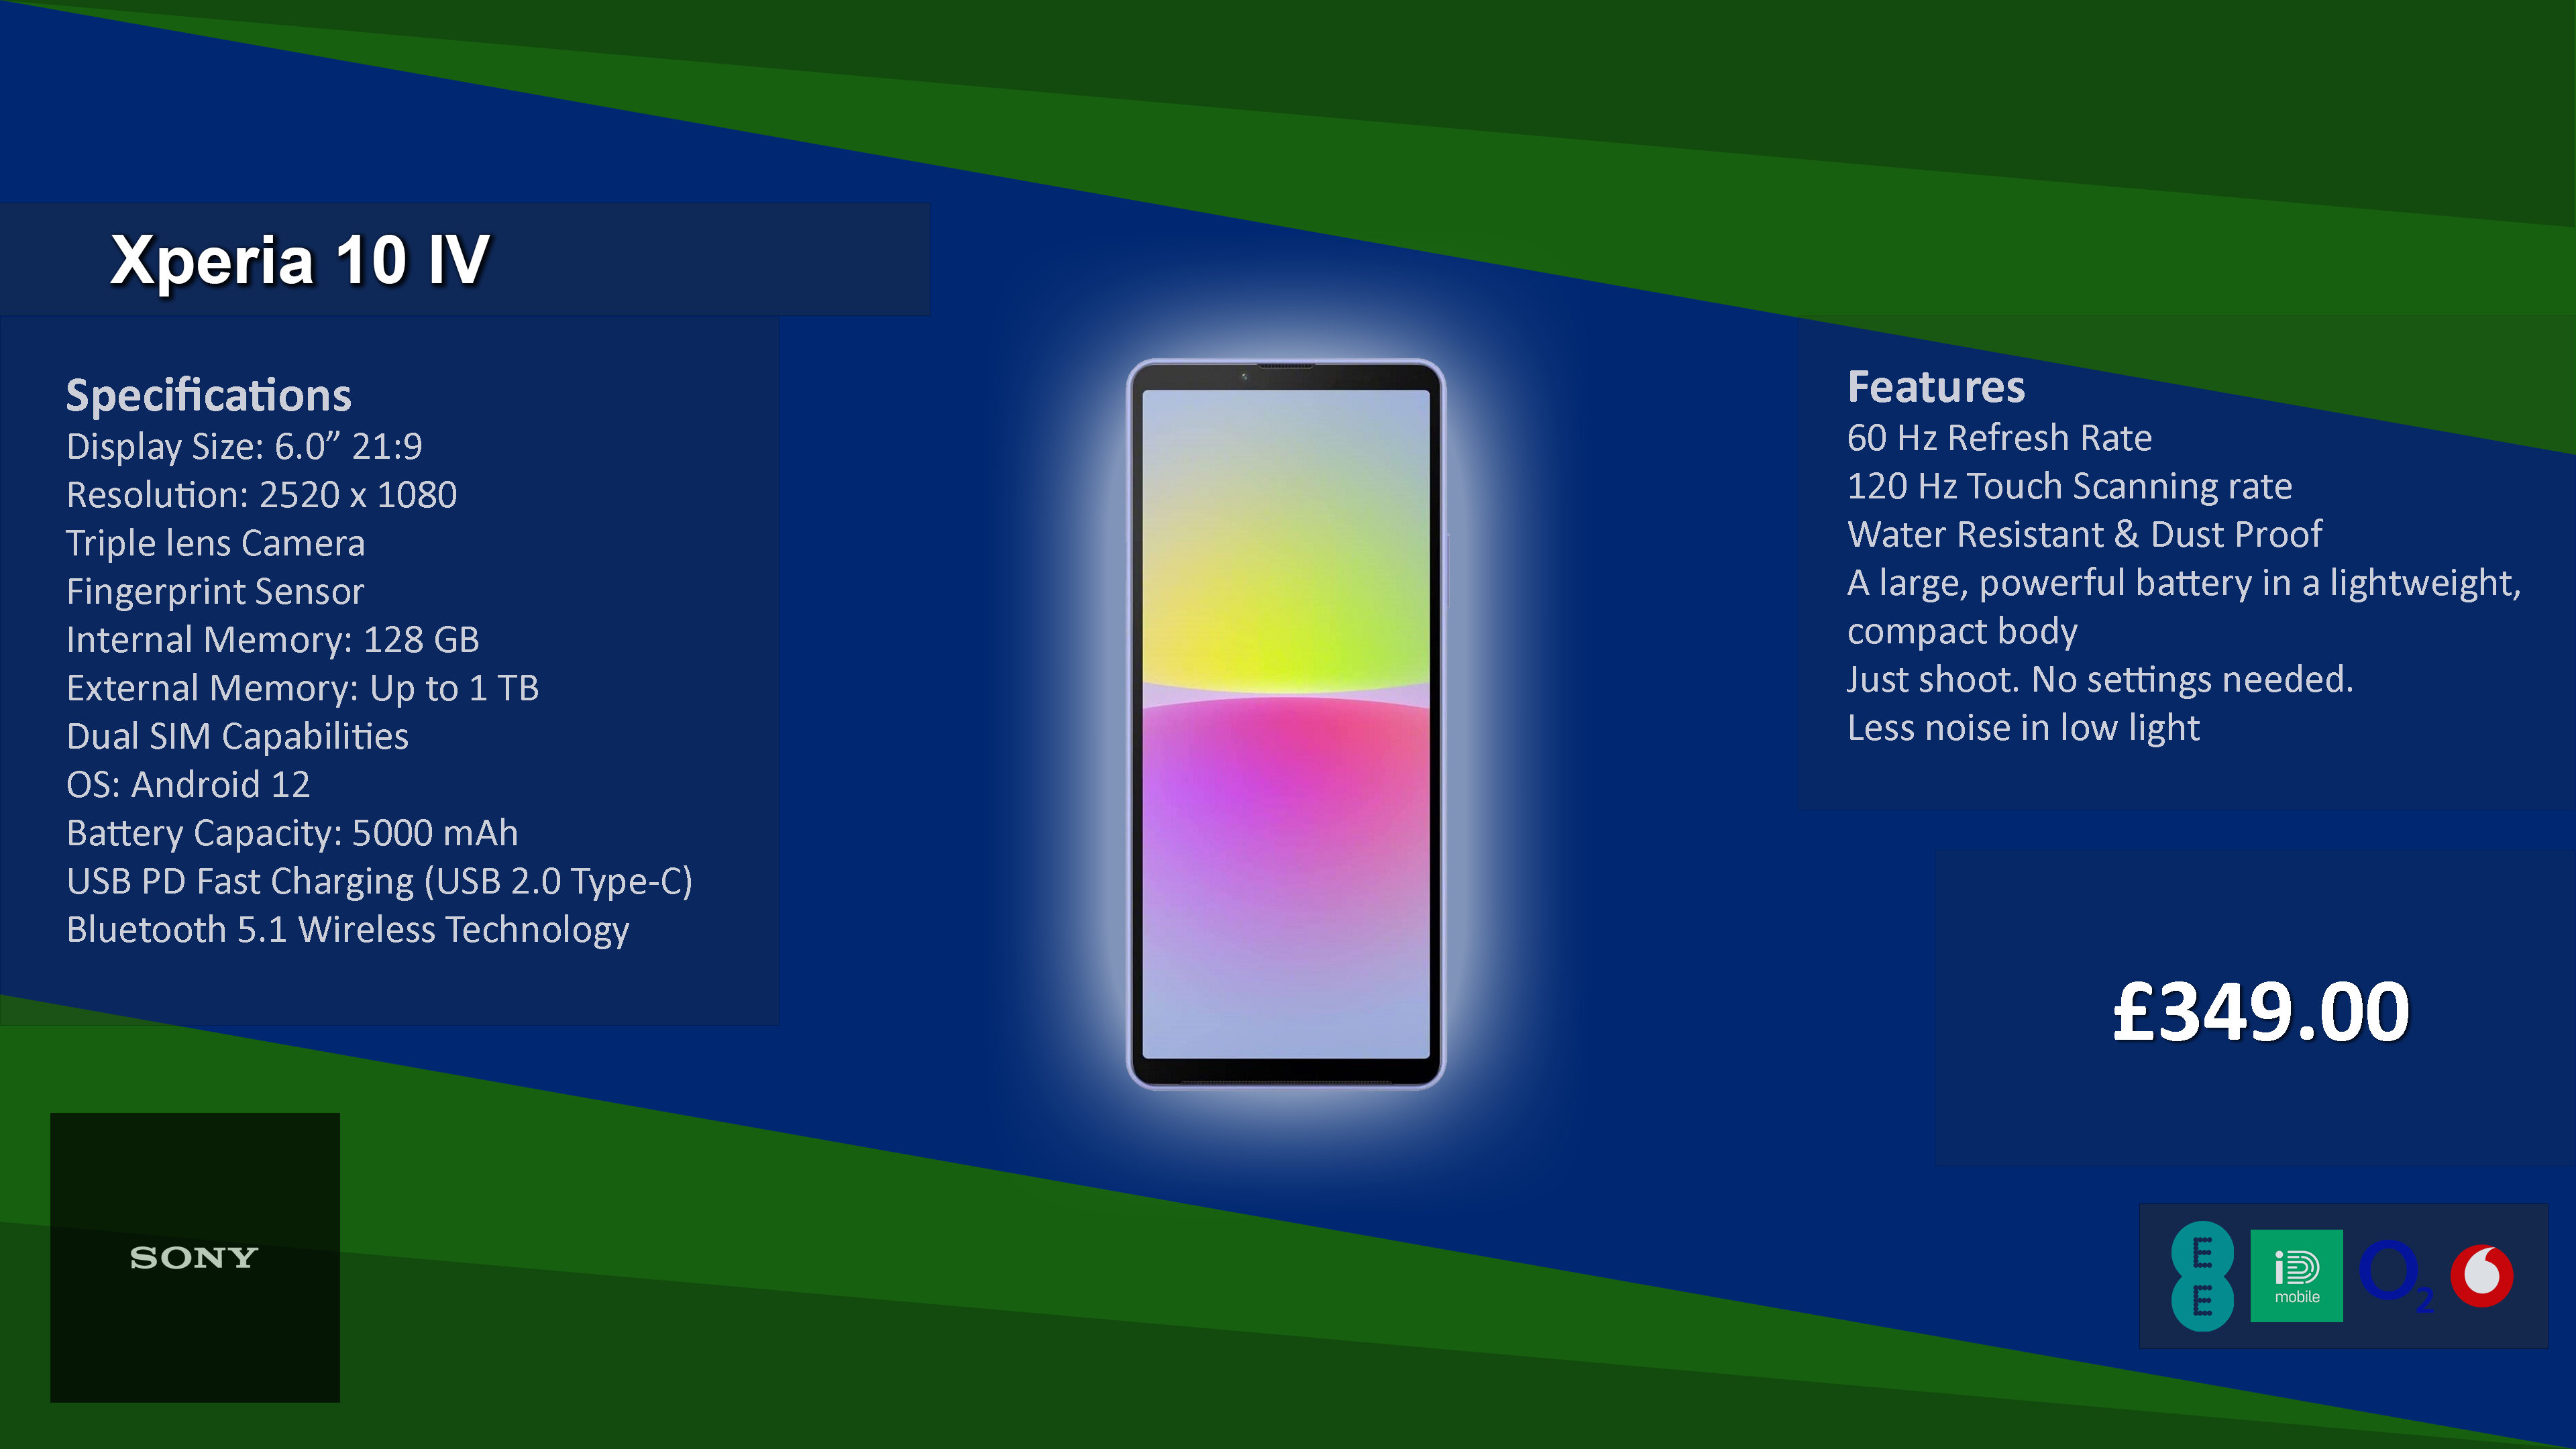 Xperia 10 IV
Specifications
Display Size: 6.0” 21:9
Resolution: 2520 x 1080
Triple lens Camera
Fingerprint Sensor
Internal Memory: 128 GB
External Memory: Up to 1 TB
Dual SIM Capabilities
OS: Android 12
Battery Capacity: 5000 mAh
USB PD Fast Charging (USB 2.0 Type-C)
Bluetooth 5.1 Wireless Technology
Features
60 Hz Refresh Rate
120 Hz Touch Scanning rate
Water Resistant & Dust Proof
A large, powerful battery in a lightweight,
compact body
Just shoot. No settings needed.
Less noise in low light
£349.00
SONY
EE
iD
mobile
O2